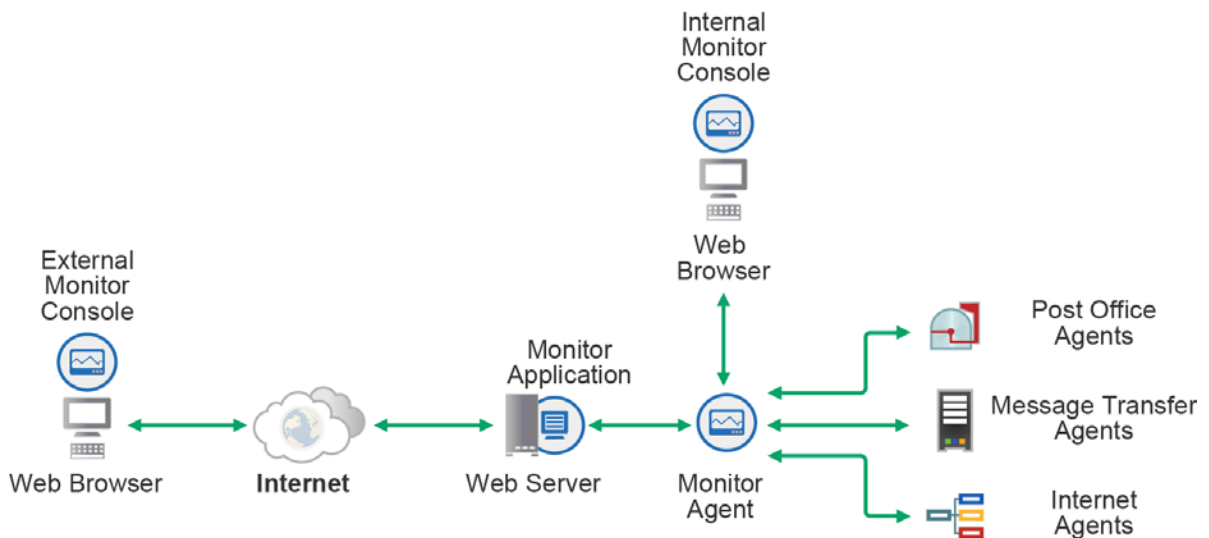 Internal
Monitor
Console
Web
Browser
External
Monitor
Console
Web Browser
Internet
Monitor
Application
Web Server
Monitor
Agent
Post Office
Agents
Message Transfer
Agents
Internet
Agents